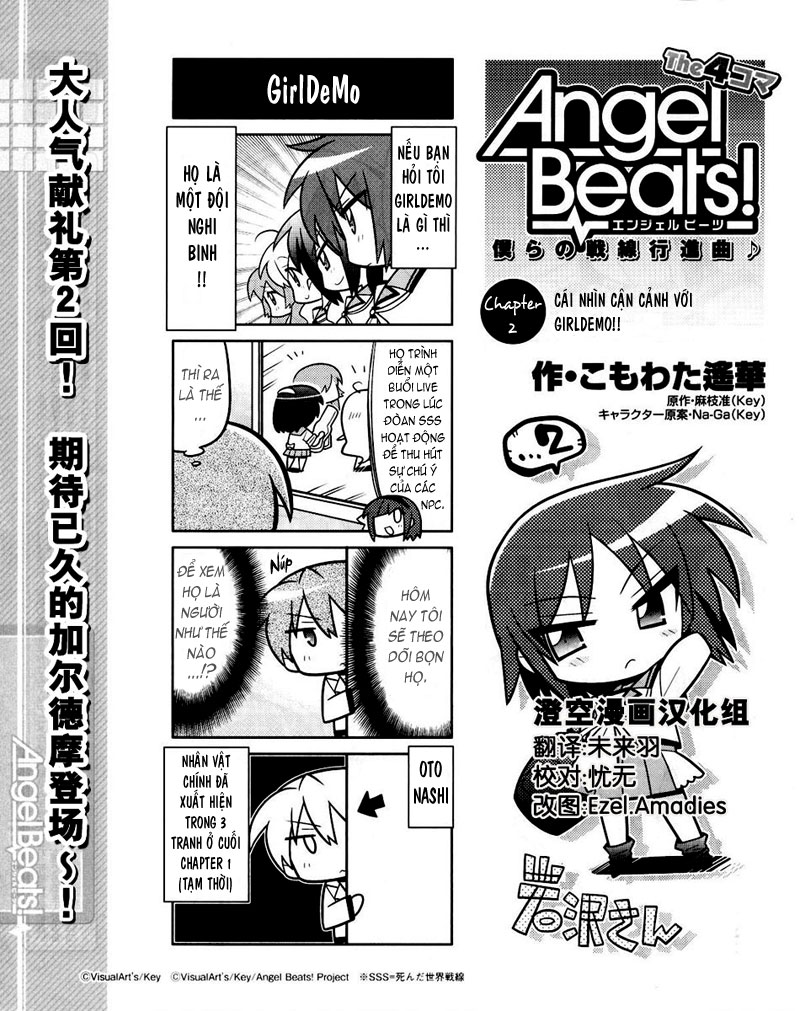 The 4コマ
Angel
Beats!
エンジェル ビーツ
僕らの戦線行進曲♪
Chapter
2
CÁI NHÌN CẬN CẢNH VỚI
GIRLDEMO!!
作・こもわた遙華
原作・麻枝准(Key)
キャラクター原案・Na-Ga(Key)
...2
澄空漫画汉化组
翻译:未来羽
校对:忧无
改图:Ezel.Amadies
岩沢さん
GirlDeMo
NẾU BẠN
HỎI TÔI
GIRLDEMO
LÀ GÌ THÌ
...
HỌ LÀ
MỘT ĐỘI
NGHI
BINH
!!
HỌ TRÌNH
DIỄN MỘT
BUỔI LIVE
TRONG LÚC
ĐOÀN SSS
HOẠT ĐỘNG
ĐỂ THU HÚT
SỰ CHÚ Ý
CỦA CÁC
NPC.
THÌ RA
LÀ THẾ
...
HÔM
NAY TÔI
SẼ THEO
DÕI BỌN
HỌ,
NÚP
ĐỂ XEM
HỌ LÀ
NGƯỜI
NHƯ THẾ
NÀO
...!?
OTO
NASHI
NHÂN VẬT
CHÍNH ĐÃ
XUẤT HIỆN
TRONG 3
TRANH Ở CUỐI
CHAPTER 1
(TẠM THỜI)
大人气献礼第2回！ 期待已久的加尔德摩登场～！
Angel Beats!
©VisualArt's/Key ©VisualArt's/Key/Angel Beats! Project ※SSS=死んだ世界戦線